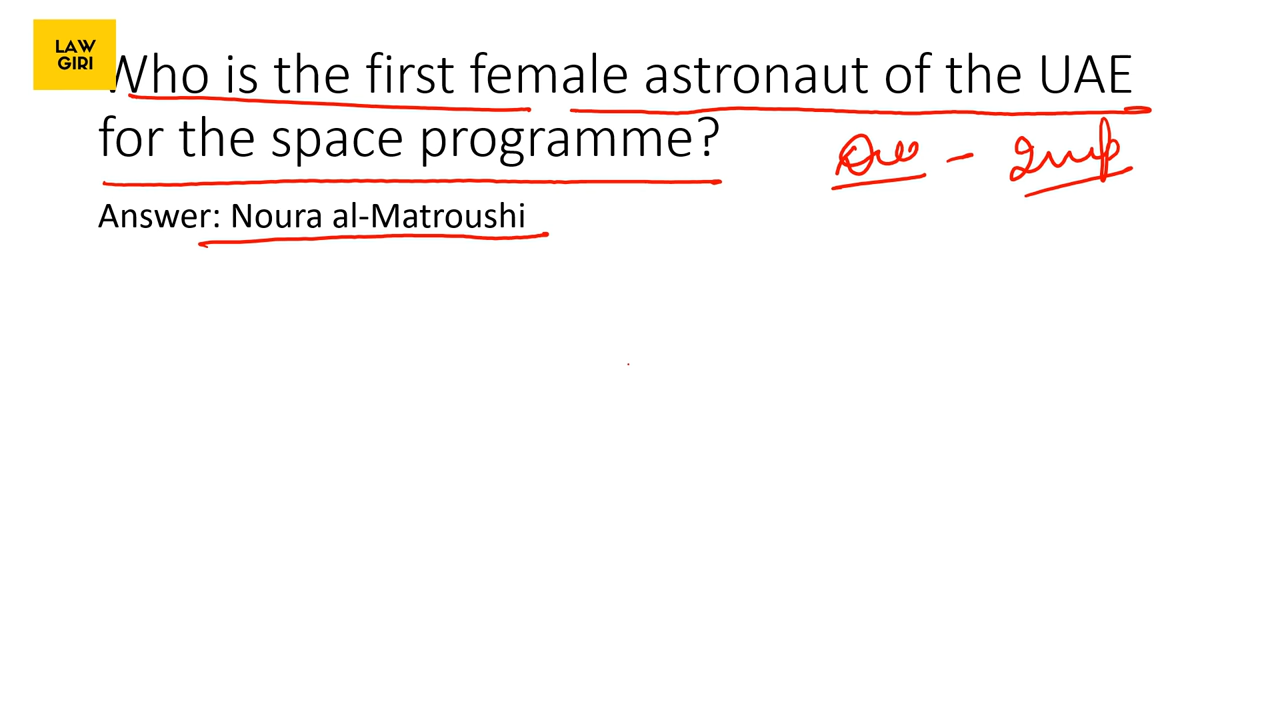 LAW
GIRI
Who is the first female astronaut of the UAE
for the space programme?
Answer: Noura al-Matroushi